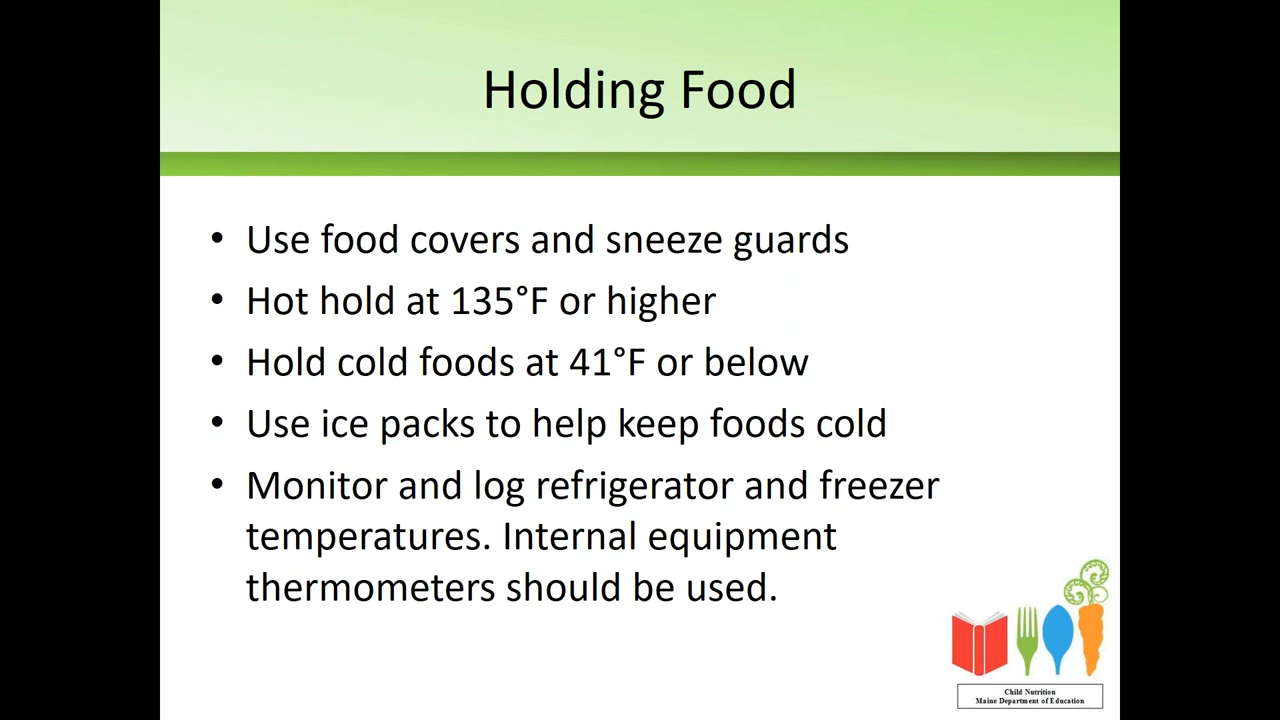 Holding Food
• Use food covers and sneeze guards
• Hot hold at 135°F or higher
• Hold cold foods at 41°F or below
• Use ice packs to help keep foods cold
• Monitor and log refrigerator and freezer
temperatures. Internal equipment
thermometers should be used.
Child Nutrition
Maine Department of Education